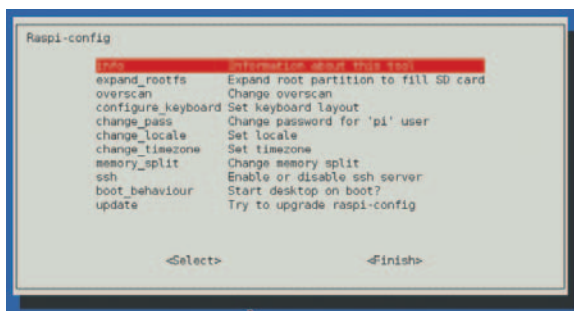 Raspi-config
info Information about this tool
expand_rootfs Expand root partition to fill SD card
overscan Change overscan
configure_keyboard Set keyboard layout
change_pass Change password for 'pi' user
change_locale Set locale
change_timezone Set timezone
memory_split Change memory split
ssh Enable or disable ssh server
boot_behaviour Start desktop on boot?
update Try to upgrade raspi-config
<Select> <Finish>